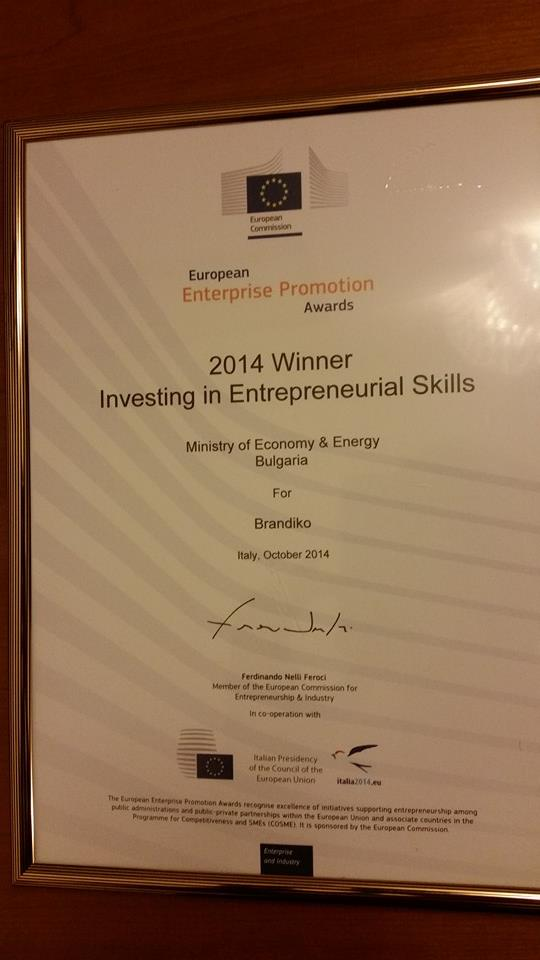 European
Commission
European
Enterprise Promotion
Awards
2014 Winner
Investing in Entrepreneurial Skills
Ministry of Economy & Energy
Bulgaria
For
Brandiko
Italy, October 2014
Ferdinando Nelli Feroci
Member of the European Commission for
Entrepreneurship & Industry
In co-operation with
Italian Presidency
of the Council of the
European Union
italia2014.eu
The European Enterprise Promotion Awards recognise excellence of initiatives supporting entrepreneurship among
public administrations and public-private partnerships within the European Union and associate countries in the
Programme for Competitiveness and SMEs (COSME). It is sponsored by the European Commission.
Enterprise
and Industry